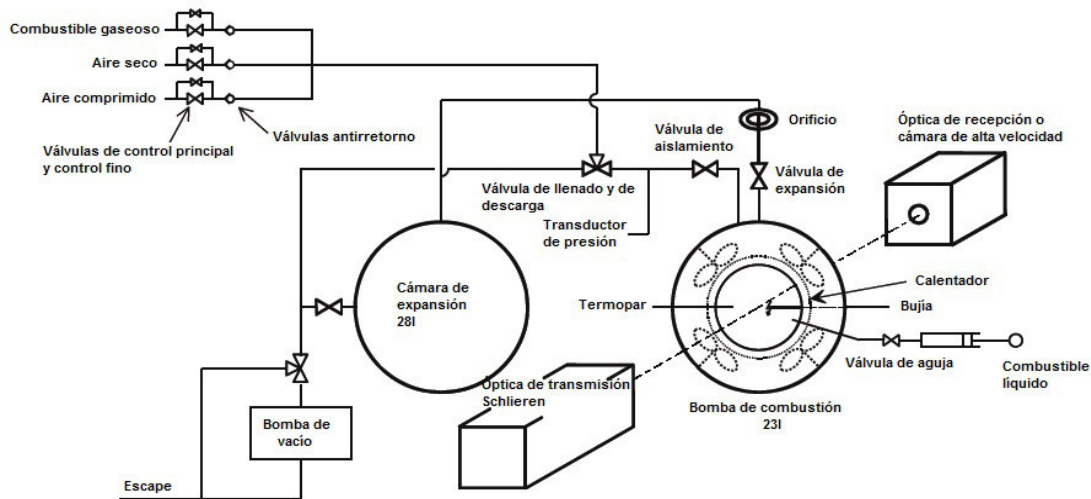 Combustible gaseoso
Aire seco
Aire comprimido
Válvulas de control principal
y control fino
Válvulas antirretorno
Válvula de llenado y de
descarga
Transductor
de presión
Válvula de
aislamiento
Orificio
Válvula de
expansión
Óptica de recepción o
cámara de alta velocidad
Cámara de
expansión
28l
Termopar
Calentador
Bujía
Válvula de aguja
Combustible
líquido
Óptica de transmisión
Schlieren
Bomba de combustión
23l
Bomba de
vacío
Escape